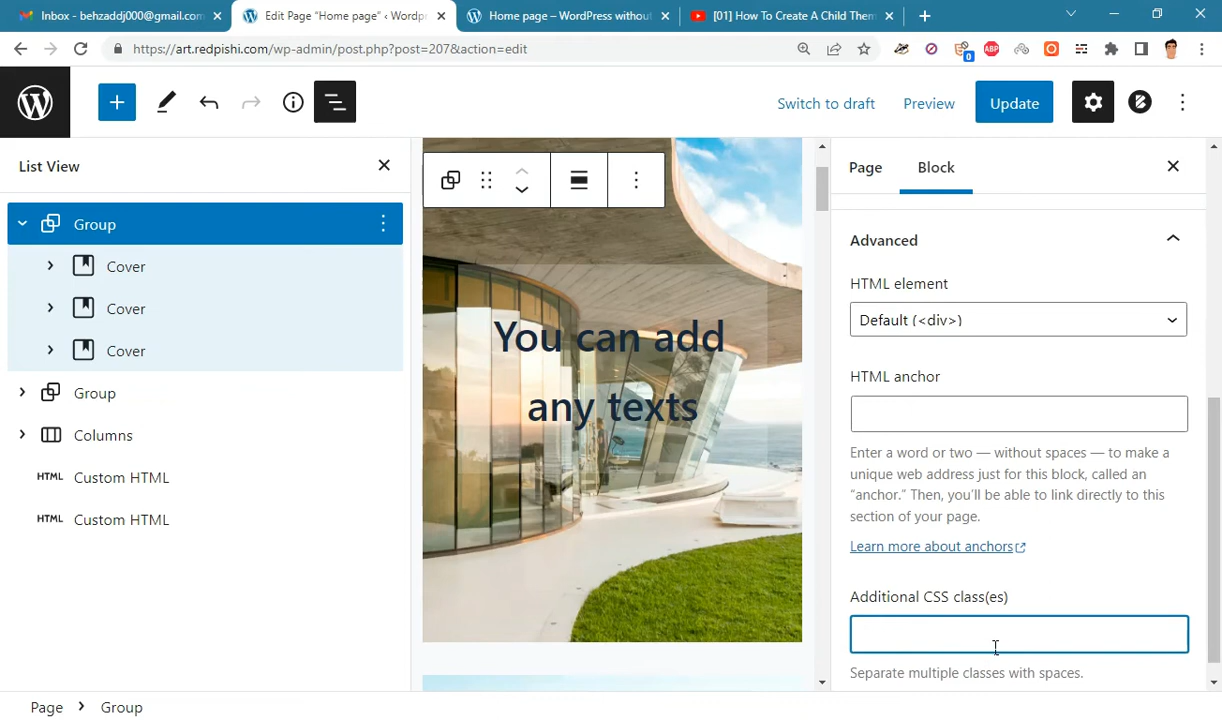 Inbox - behzaddj000@gmail.com
Edit Page “Home page” ‹ Wordpr
Home page – WordPress without
[01] How To Create A Child Them
https://art.redpishi.com/wp-admin/post.php?post=207&action=edit
0
ABP
Switch to draft
Preview
Update
List View
Page
Block
Group
Cover
Cover
Cover
Group
Columns
HTML Custom HTML
HTML Custom HTML
You can add
any texts
Advanced
HTML element
Default (<div>)
HTML anchor
Enter a word or two — without spaces — to make a
unique web address just for this block, called an
“anchor.” Then, you’ll be able to link directly to this
section of your page.
Learn more about anchors
Additional CSS class(es)
Separate multiple classes with spaces.
Page
Group